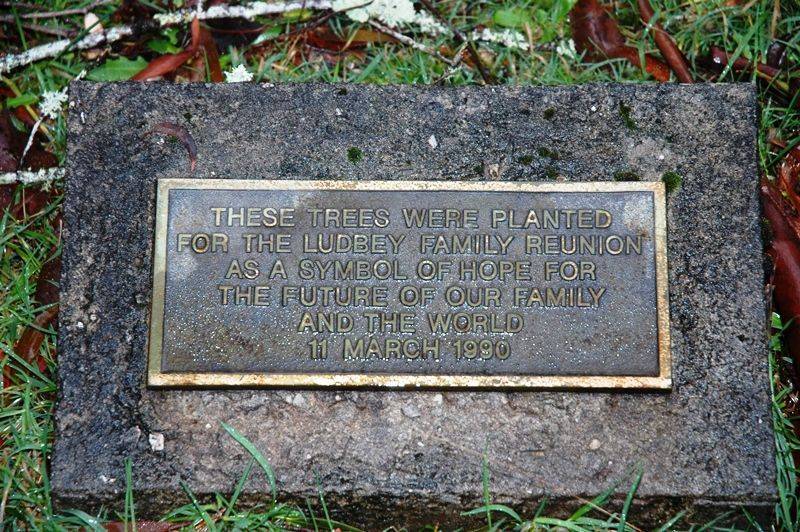 THESE TREES WERE PLANTED
FOR THE LUDBEY FAMILY REUNION
AS A SYMBOL OF HOPE FOR
THE FUTURE OF OUR FAMILY
AND THE WORLD
11 MARCH 1990